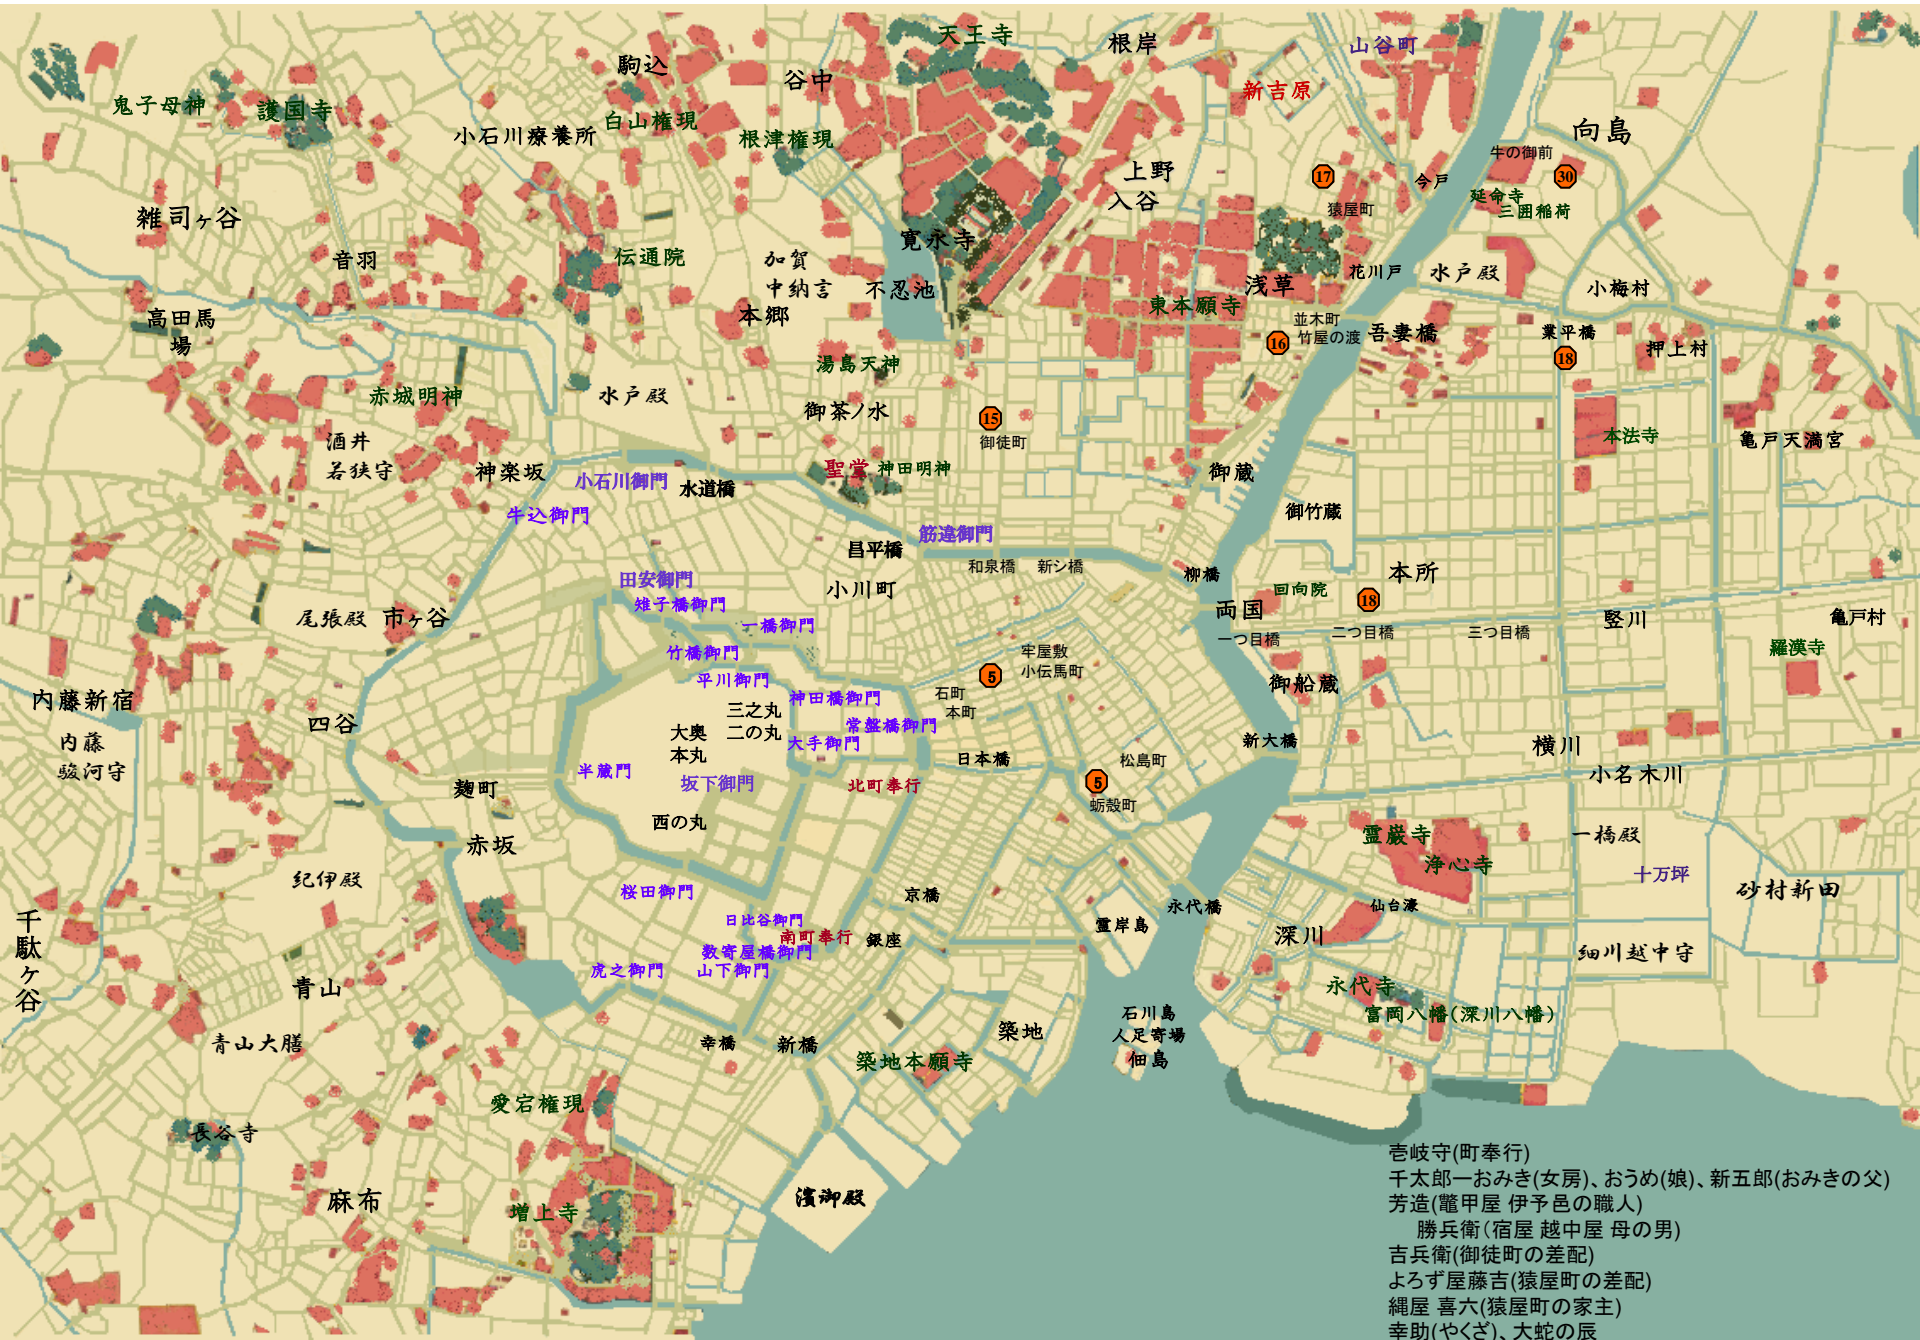 天王寺
根岸
山谷町
駒込
谷中
新吉原
鬼子母神
護国寺
小石川療養所
白山権現
根津権現
向島
牛の御前
上野
入谷
17
今戸
30
延命寺
三囲稲荷
猿屋町
雑司ヶ谷
音羽
伝通院
加賀
中納言
寛永寺
不忍池
本郷
浅草
花川戸
水戸殿
小梅村
東本願寺
高田馬
場
並木町
竹屋の渡
16
吾妻橋
業平橋
18
押上村
湯島天神
赤城明神
水戸殿
御茶ノ水
15
御徒町
本法寺
亀戸天満宮
酒井
若狭守
神楽坂
小石川御門
水道橋
聖堂
神田明神
御蔵
牛込御門
御竹蔵
筋違御門
昌平橋
和泉橋
新シ橋
柳橋
本所
田安御門
小川町
回向院
18
雉子橋御門
一橋御門
両国
尾張殿
市ヶ谷
一つ目橋
二つ目橋
三つ目橋
竪川
亀戸村
羅漢寺
竹橋御門
牢屋敷
小伝馬町
平川御門
5
御船蔵
内藤新宿
神田橋御門
石町
本町
三之丸
二の丸
四谷
大奥
本丸
常盤橋御門
大手御門
内藤
駿河守
新大橋
横川
日本橋
松島町
半蔵門
坂下御門
北町奉行
5
蛎殻町
小名木川
麹町
西の丸
赤坂
霊巌寺
浄心寺
一橋殿
紀伊殿
桜田御門
京橋
十万坪
砂村新田
千駄ヶ谷
日比谷御門
南町奉行
銀座
霊岸島
永代橋
仙台濠
深川
数寄屋橋御門
虎之御門
山下御門
細川越中守
青山
永代寺
富岡八幡(深川八幡)
石川島
人足寄場
佃島
青山大膳
幸橋
新橋
築地
築地本願寺
愛宕権現
長谷寺
麻布
増上寺
濱御殿
壱岐守(町奉行)
千太郎―おみき(女房)、おうめ(娘)、新五郎(おみきの父)
芳造(鼈甲屋 伊予邑の職人)
勝兵衛(宿屋 越中屋 母の男)
吉兵衛(御徒町の差配)
よろず屋藤吉(猿屋町の差配)
縄屋 喜六(猿屋町の家主)
幸助(やくざ)、大蛇の辰